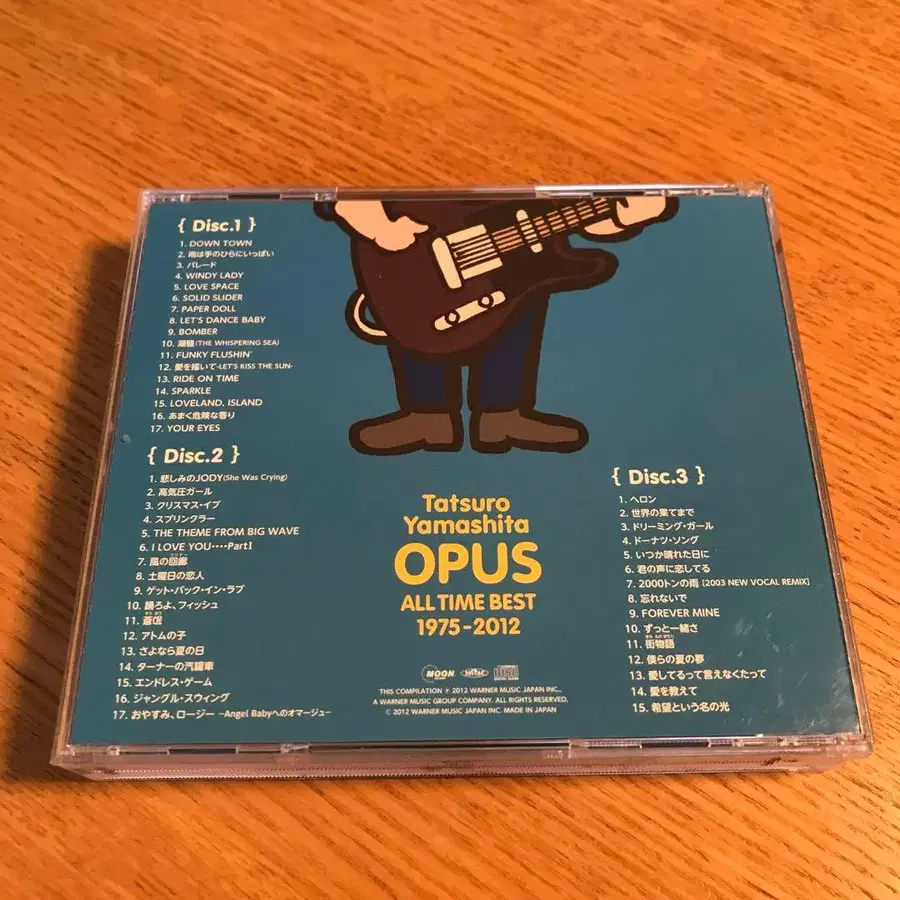 { Disc.1 }
1. DOWN TOWN
2. 雨は手のひらにいっぱい
3. パレード
4. WINDY LADY
5. LOVE SPACE
6. SOLID SLIDER
7. PAPER DOLL
8. LET'S DANCE BABY
9. BOMBER
10. 潮騒(THE WHISPERING SEA)
11. FUNKY FLUSHIN'
12. 愛を描いて-LET'S KISS THE SUN-
13. RIDE ON TIME
14. SPARKLE
15. LOVELAND, ISLAND
16. あまく危険な香り
17. YOUR EYES
{ Disc.2 }
1. 悲しみのJODY(She Was Crying)
2. 高気圧ガール
3. クリスマス・イブ
4. スプリンクラー
5. THE THEME FROM BIG WAVE
6. I LOVE YOU‥‥Part I
7. 風の回廊
8. 土曜日の恋人
9. ゲット・バック・イン・ラブ
10. 踊ろよ、フィッシュ
11. 蒼氓
12. アトムの子
13. さよなら夏の日
14. ターナーの汽罐車
15. エンドレス・ゲーム
16. ジャングル・スウィング
17. おやすみ、ロージー −Angel Babyへのオマージュ−
Tatsuro
Yamashita
OPUS
ALL TIME BEST
1975-2012
MOON
THIS COMPILATION ℗ 2012 WARNER MUSIC JAPAN INC..
A WARNER MUSIC GROUP COMPANY. ALL RIGHTS RESERVED.
© 2012 WARNER MUSIC JAPAN INC. MADE IN JAPAN
{ Disc.3 }
1. ヘロン
2. 世界の果てまで
3. ドリーミング・ガール
4. ドーナツ・ソング
5. いつか晴れた日に
6. 君の声に恋してる
7. 2000トンの雨 [2003 NEW VOCAL REMIX]
8. 忘れないで
9. FOREVER MINE
10. ずっと一緒さ
11. 街物語
12. 僕らの夏の夢
13. 愛してるって言えなくたって
14. 愛を教えて
15. 希望という名の光